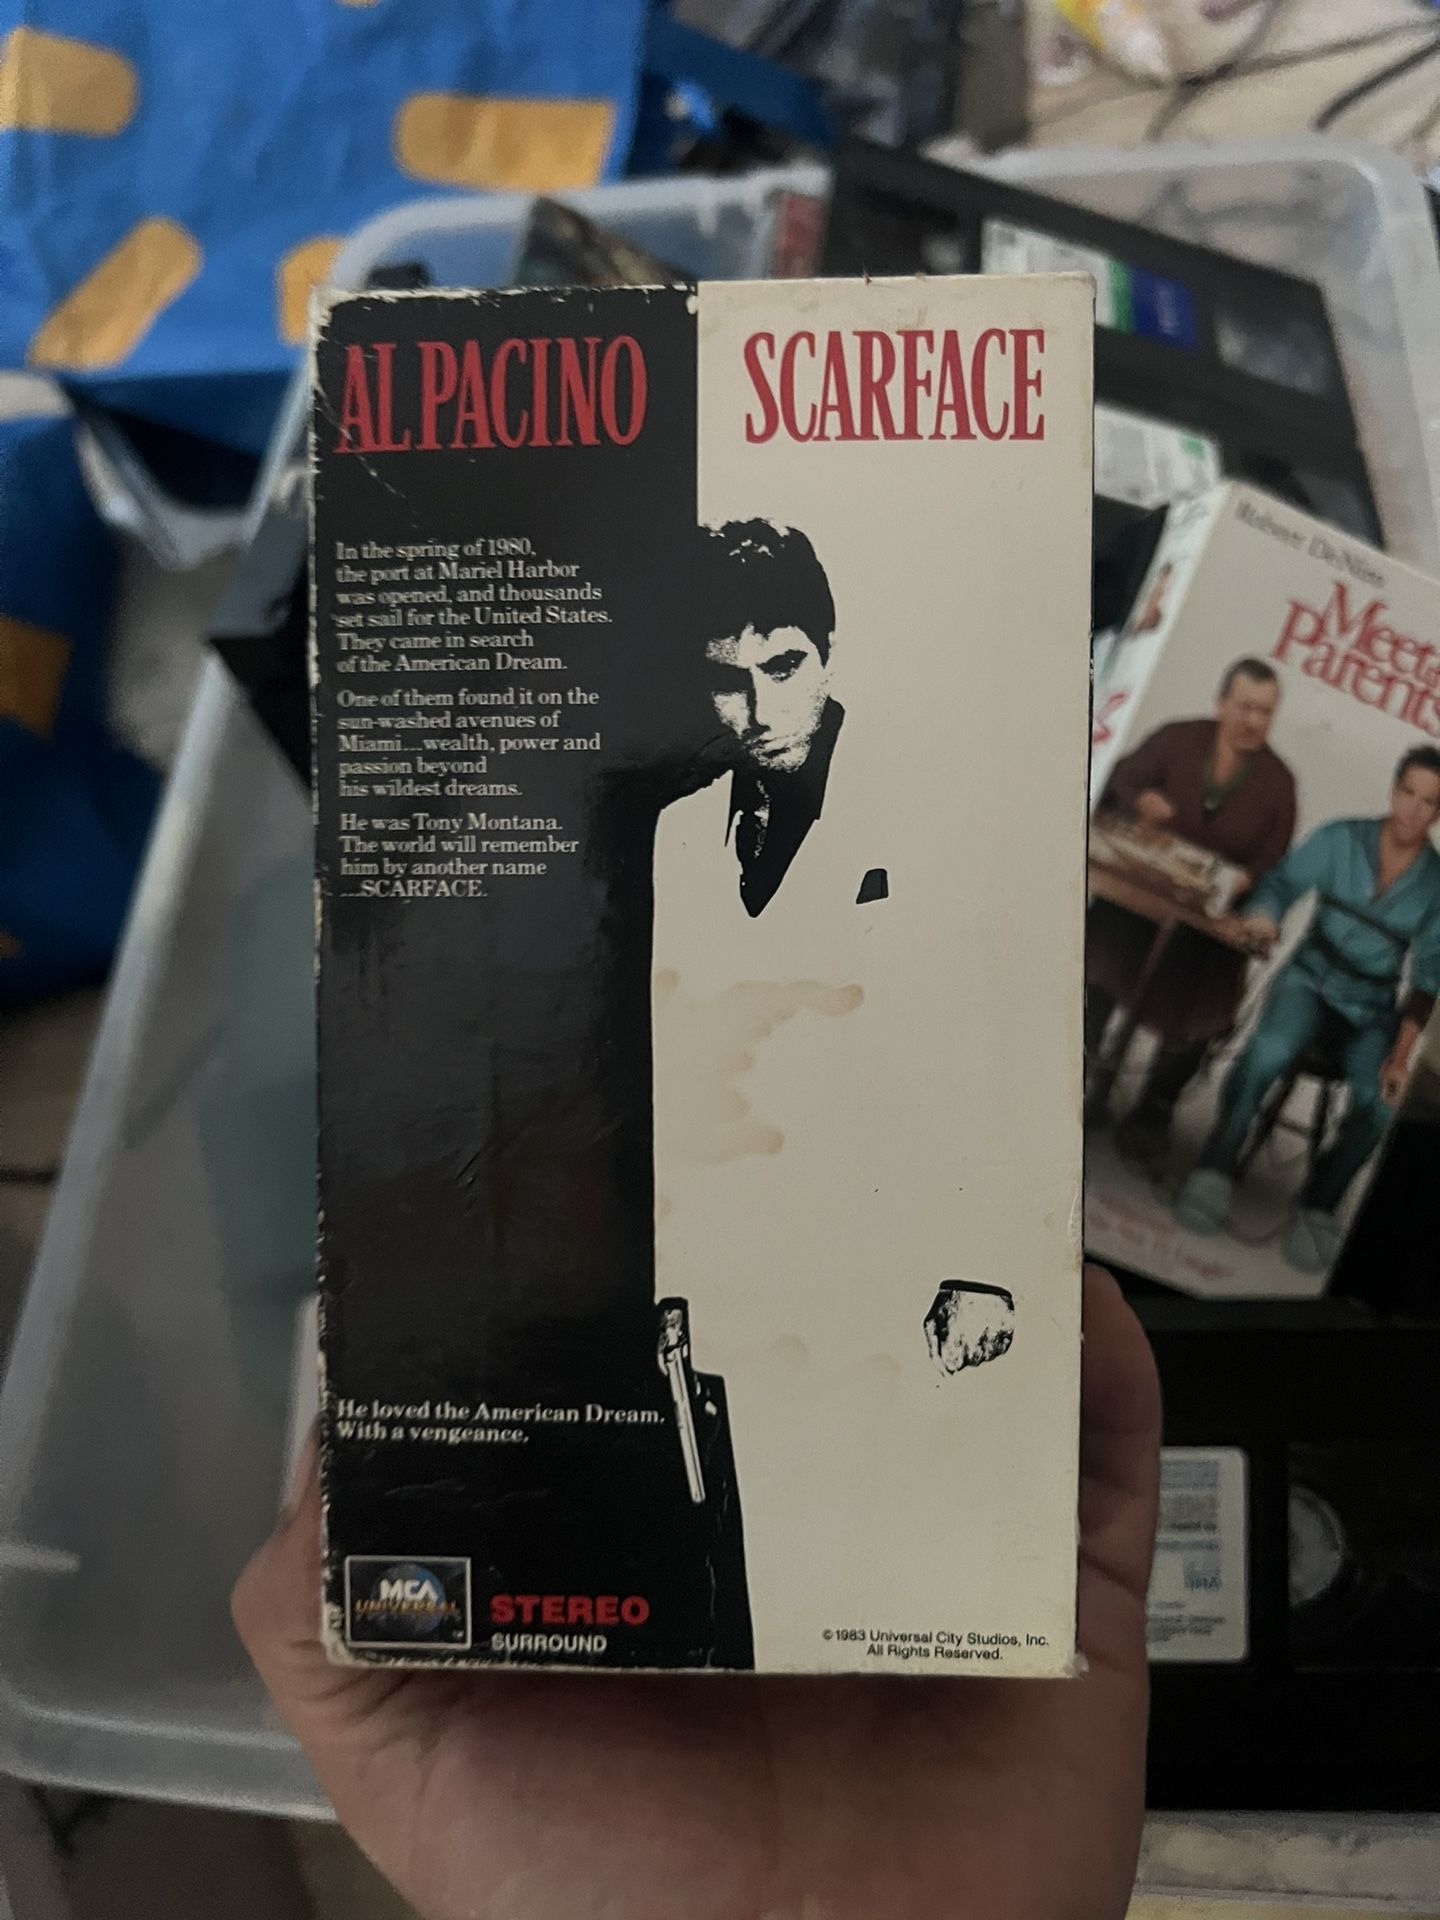 AL PACINO
SCARFACE
In the spring of 1980,
the port at Mariel Harbor
was opened, and thousands
set sail for the United States.
They came in search
of the American Dream.
One of them found it on the
sun-washed avenues of
Miami...wealth, power and
passion beyond
his wildest dreams.
He was Tony Montana.
The world will remember
him by another name
....SCARFACE.
He loved the American Dream.
With a vengeance.
MCA
UNIVERSAL
STEREO
SURROUND
©1983 Universal City Studios, Inc.
All Rights Reserved.
Robert DeNiro
Meet
Parents